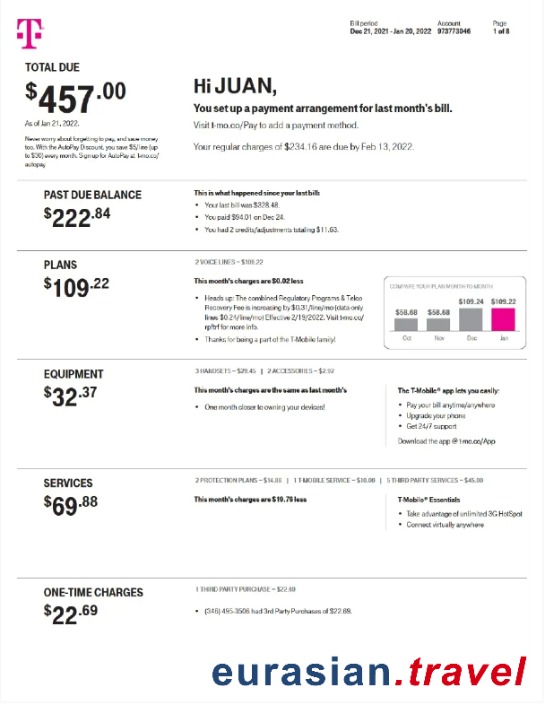 T
Bill period Account Page
Dec 21, 2021 - Jan 20, 2022 973773046 1 of 8
TOTAL DUE
$457.00
As of Jan 21, 2022.
Never worry about forgetting to pay, and save money
too. With the AutoPay Discount, you save $5/line (up
to $30) every month. Sign up for AutoPay at t-mo.co/
autopay
Hi JUAN,
You set up a payment arrangement for last month's bill.
Visit t-mo.co/Pay to add a payment method.
Your regular charges of $234.16 are due by Feb 13, 2022.
PAST DUE BALANCE
$222.84
This is what happened since your last bill:
• Your last bill was $328.48.
• You paid $94.01 on Dec 24.
• You had 2 credits/adjustments totaling $11.63.
PLANS
$109.22
2 VOICE LINES – $109.22
This month's charges are $0.02 less
• Heads up: The combined Regulatory Programs & Telco
Recovery Fee is increasing by $0.31/line/mo (data only
lines $0.24/line/mo) Effective 2/19/2022. Visit t-mo.co/
rpftrf for more info.
• Thanks for being a part of the T-Mobile family!
COMPARE YOUR PLAN MONTH TO MONTH
$58.68 $58.68 $109.24 $109.22
Oct Nov Dec Jan
EQUIPMENT
$32.37
3 HANDSETS – $29.45 | 2 ACCESSORIES – $2.92
This month's charges are the same as last month's
• One month closer to owning your devices!
The T-Mobile® app lets you easily:
• Pay your bill anytime/anywhere
• Upgrade your phone
• Get 24/7 support
Download the app @ t-mo.co/App
SERVICES
$69.88
2 PROTECTION PLANS – $14.88 | 1 T-MOBILE SERVICE – $10.00 | 5 THIRD PARTY SERVICES – $45.00
This month's charges are $19.76 less
T-Mobile® Essentials
• Take advantage of unlimited 3G HotSpot
• Connect virtually anywhere
ONE-TIME CHARGES
$22.69
1 THIRD PARTY PURCHASE – $22.69
• (346) 495-3506 had 3rd Party Purchases of $22.69.
eurasian.travel